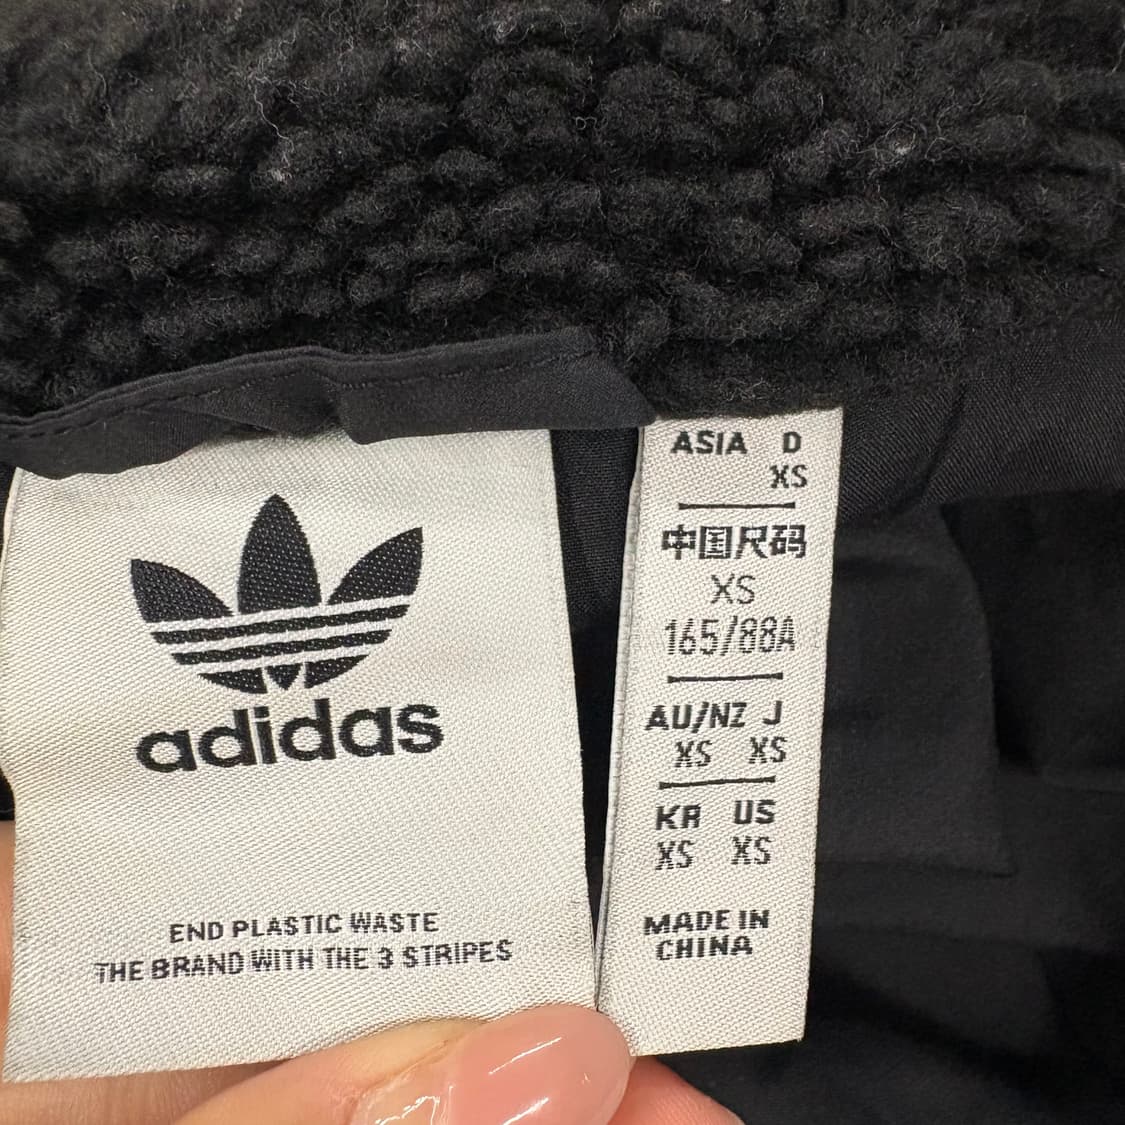 adidas
END PLASTIC WASTE
THE BRAND WITH THE 3 STRIPES
ASIA D
XS
中国尺码
XS
165/88A
AU/NZ J
XS XS
KR US
XS XS
MADE IN
CHINA